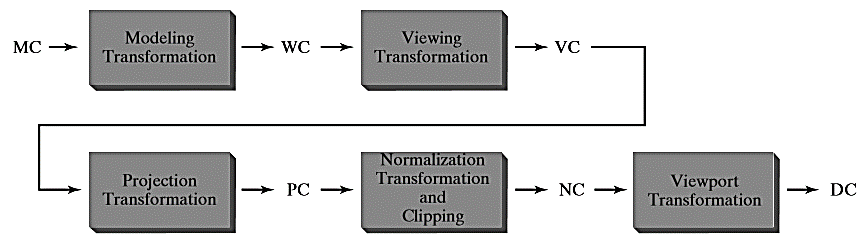 MC
Modeling
Transformation
WC
Viewing
Transformation
VC
Projection
Transformation
PC
Normalization
Transformation
and
Clipping
NC
Viewport
Transformation
DC